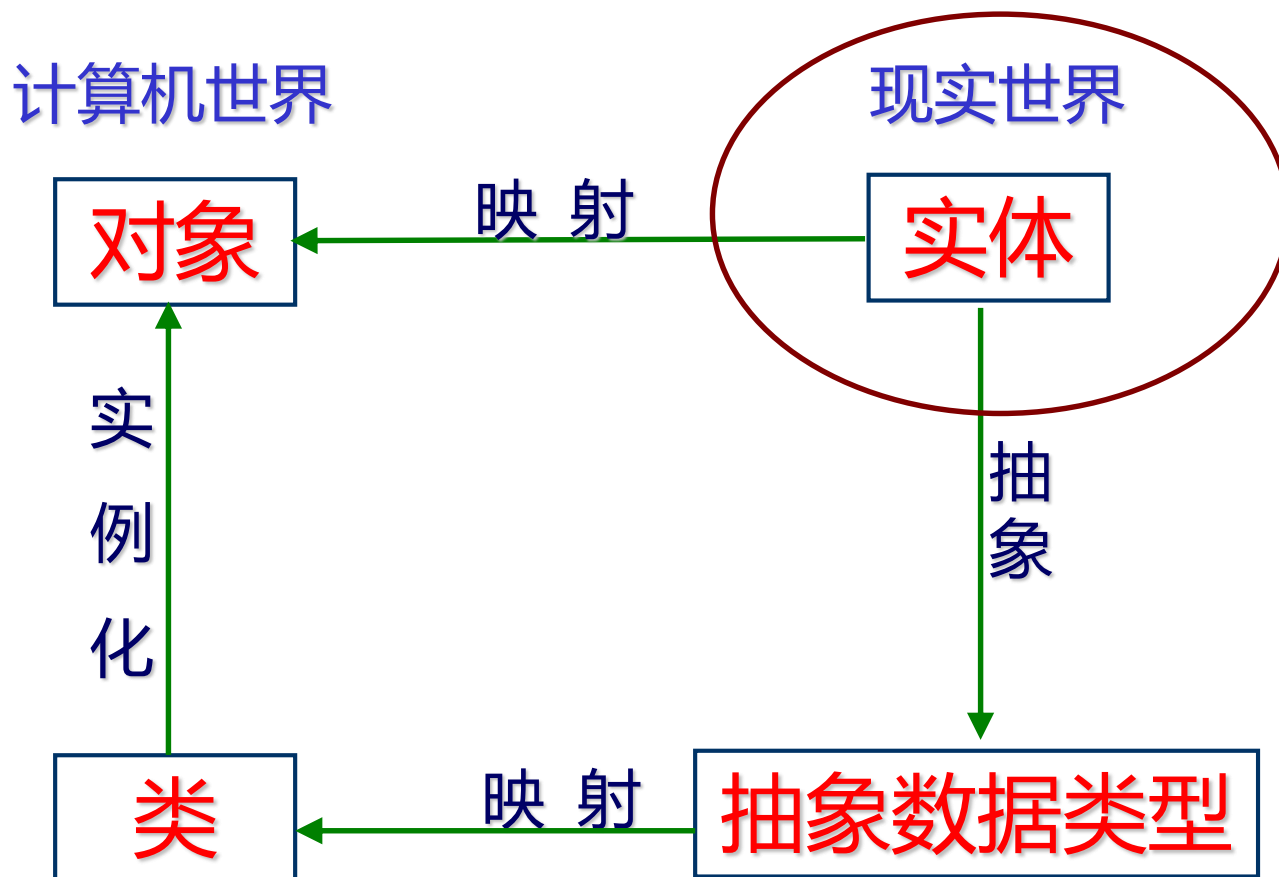 计算机世界
现实世界
映 射
对象
实体
实
例
化
抽
象
映 射
类
抽象数据类型